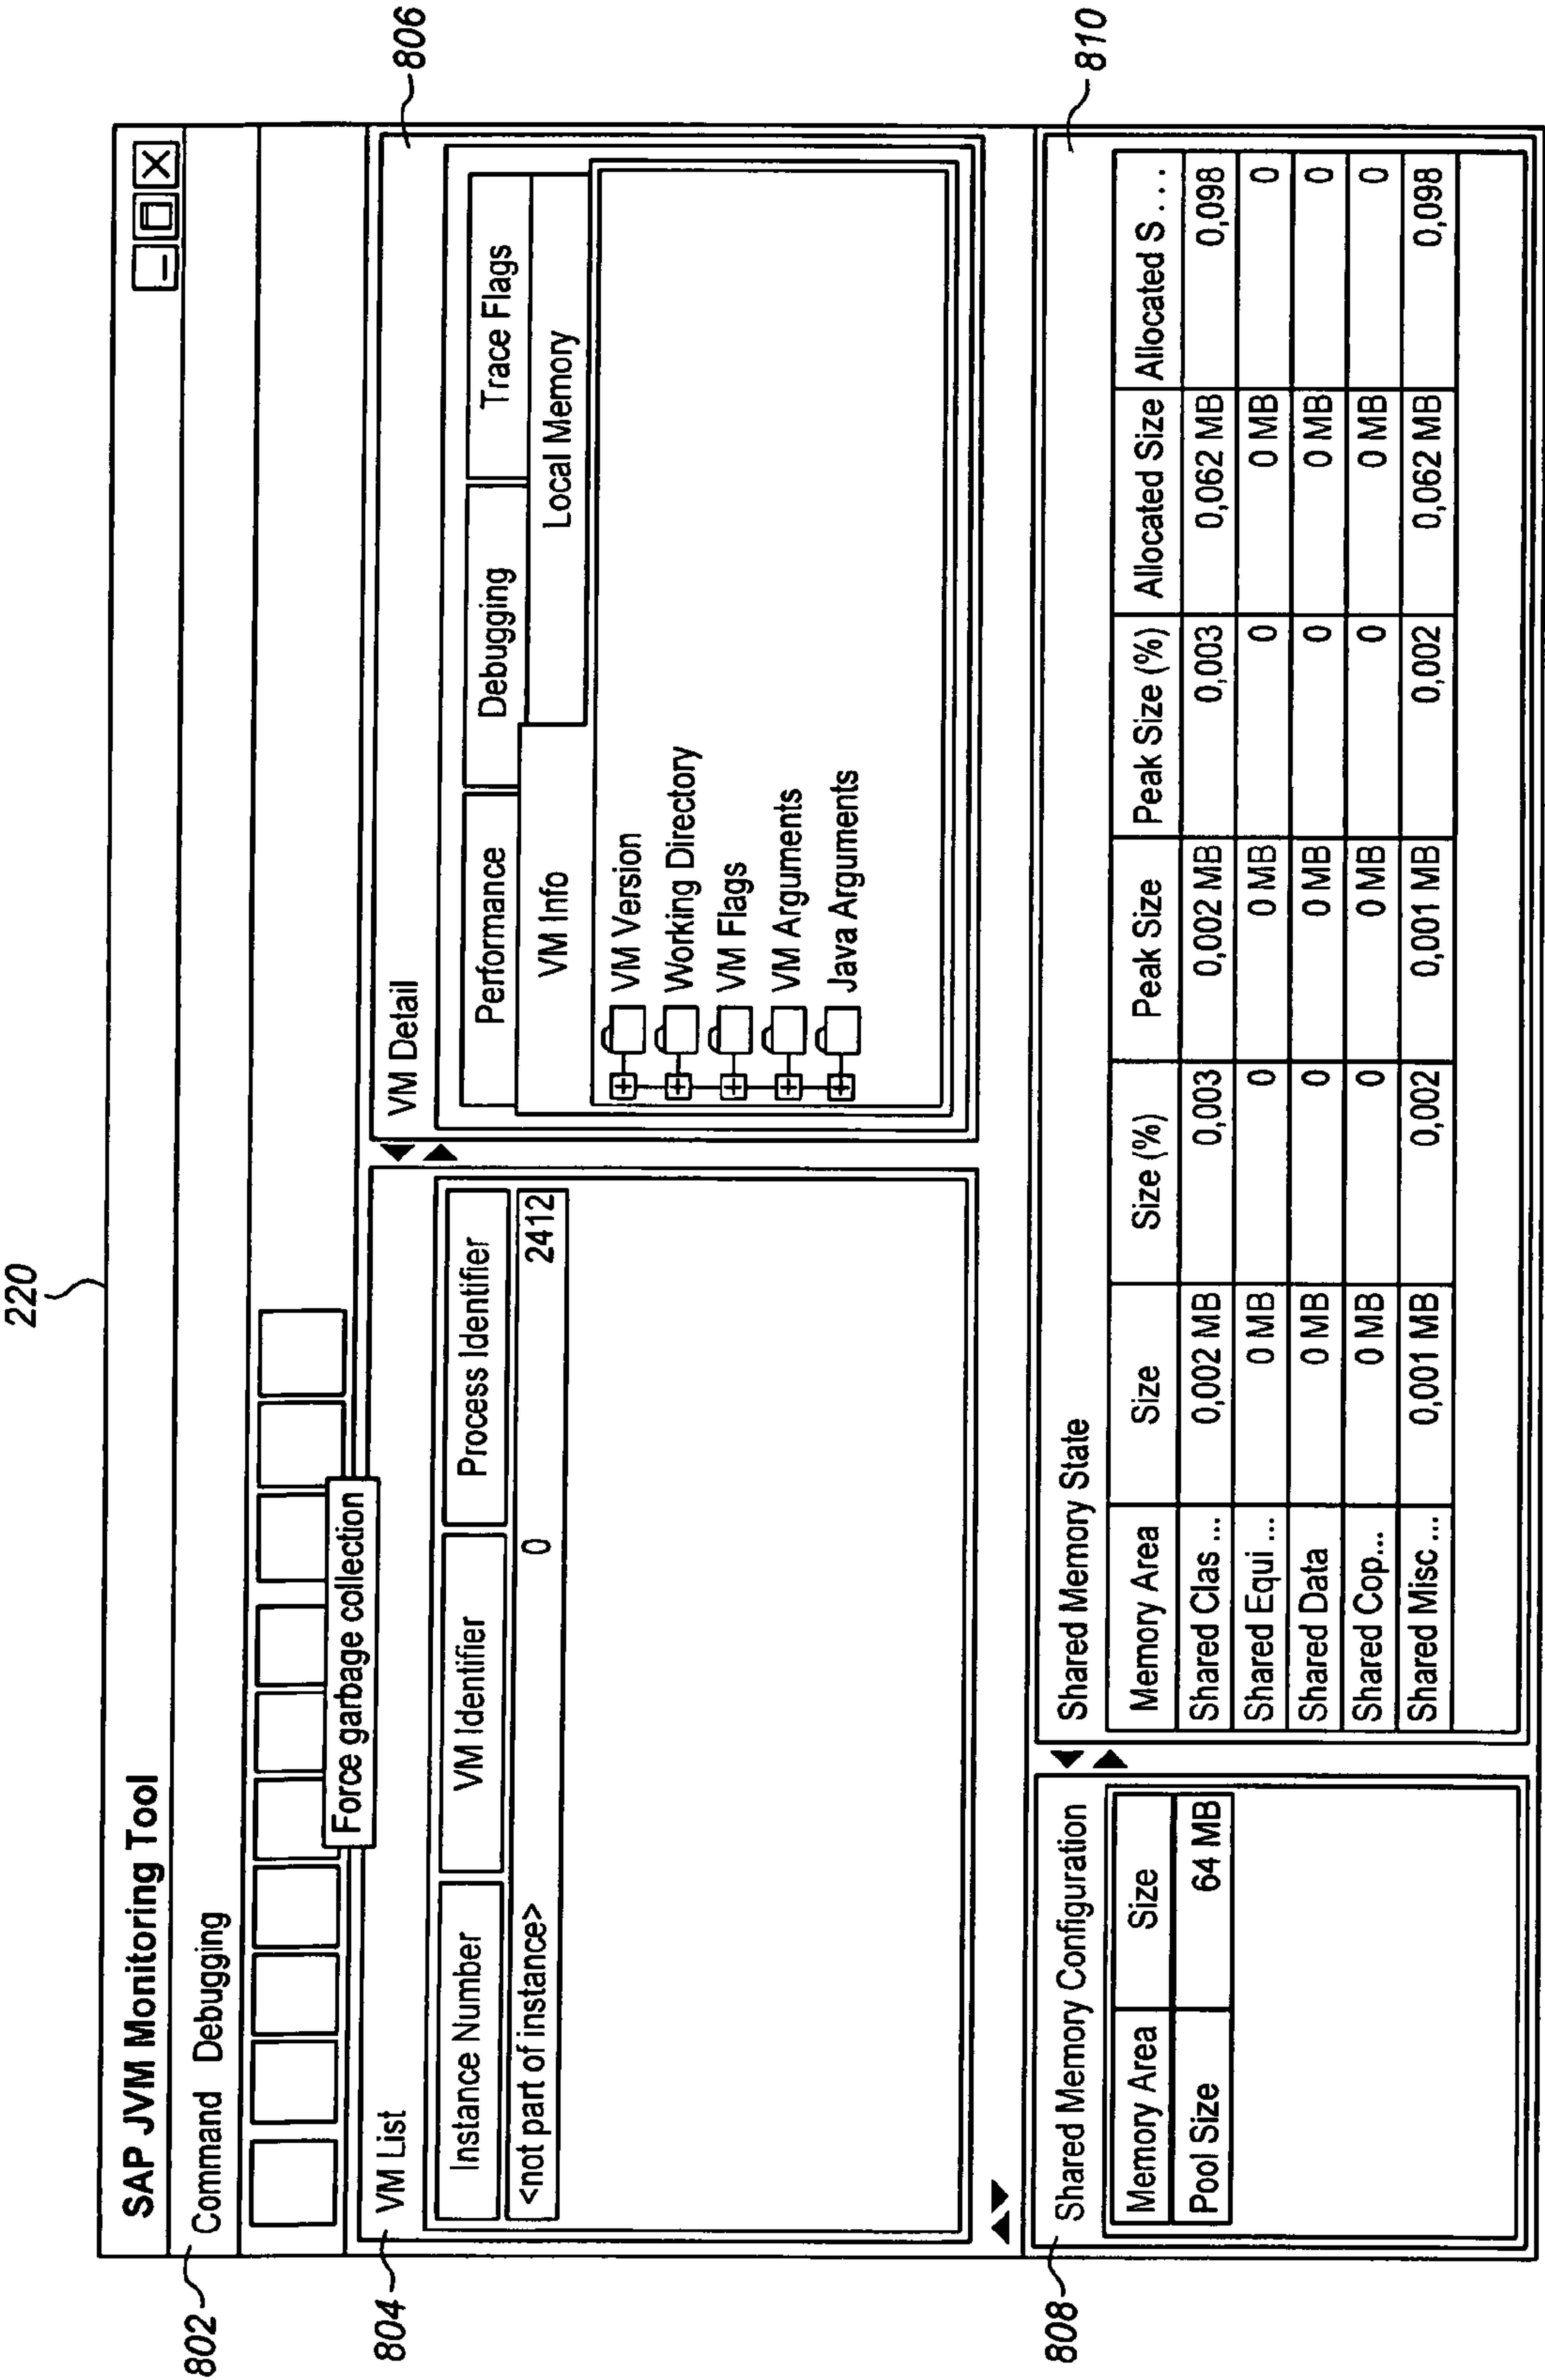 220
SAP JVM Monitoring Tool
802
Command Debugging
Force garbage collection
804
VM List
Instance Number VM Identifier Process Identifier
<not part of instance> 0 2412
806
VM Detail
Performance Debugging Trace Flags
VM Info Local Memory
VM Version
Working Directory
VM Flags
VM Arguments
Java Arguments
808
Shared Memory Configuration
Memory Area Size
Pool Size 64 MB
810
Shared Memory State
Memory Area Size Size (%) Peak Size Peak Size (%) Allocated Size Allocated S ....
Shared Clas ... 0,002 MB 0,003 0,002 MB 0,003 0,062 MB 0,098
Shared Equi ... 0 MB 0 0 MB 0 0 MB 0
Shared Data 0 MB 0 0 MB 0 0 MB 0
Shared Cop... 0 MB 0 0 MB 0 0 MB 0
Shared Misc ... 0,001 MB 0,002 0,001 MB 0,002 0,062 MB 0,098